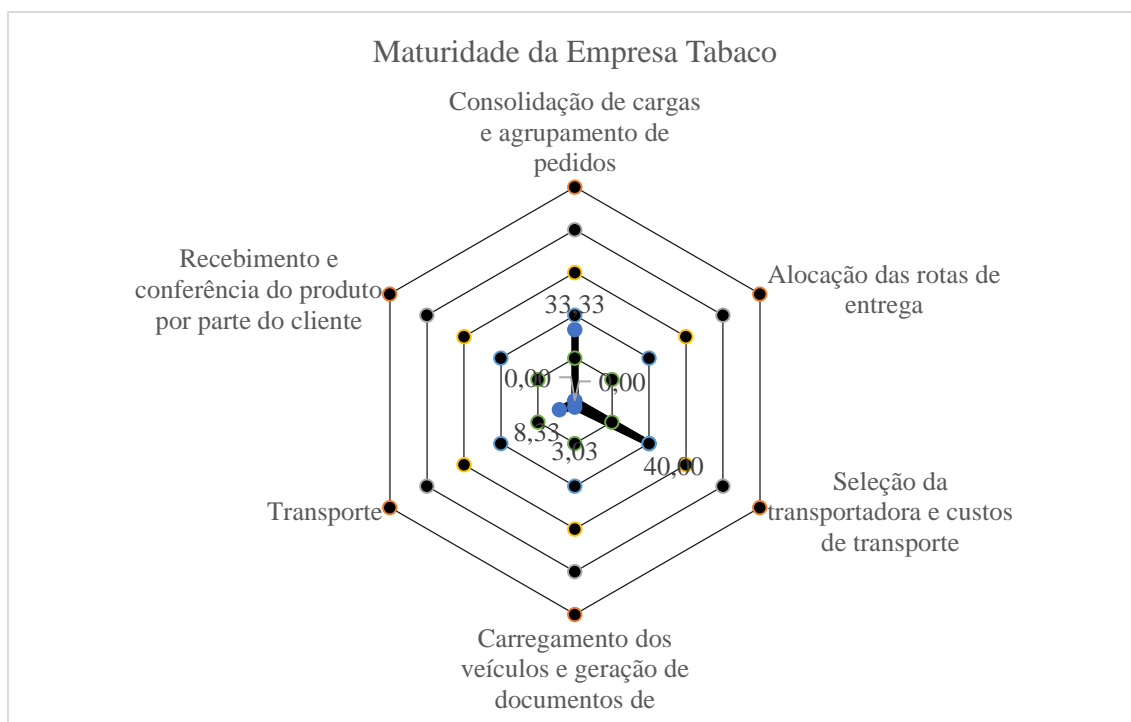 Maturidade da Empresa Tabaco
Consolidação de cargas
e agrupamento de
pedidos
Recebimento e
conferência do produto
por parte do cliente
Alocação das rotas de
entrega
33,33
0,00
0,00
8,33
3,03
40,00
Transporte
Seleção da
transportadora e custos
de transporte
Carregamento dos
veículos e geração de
documentos de